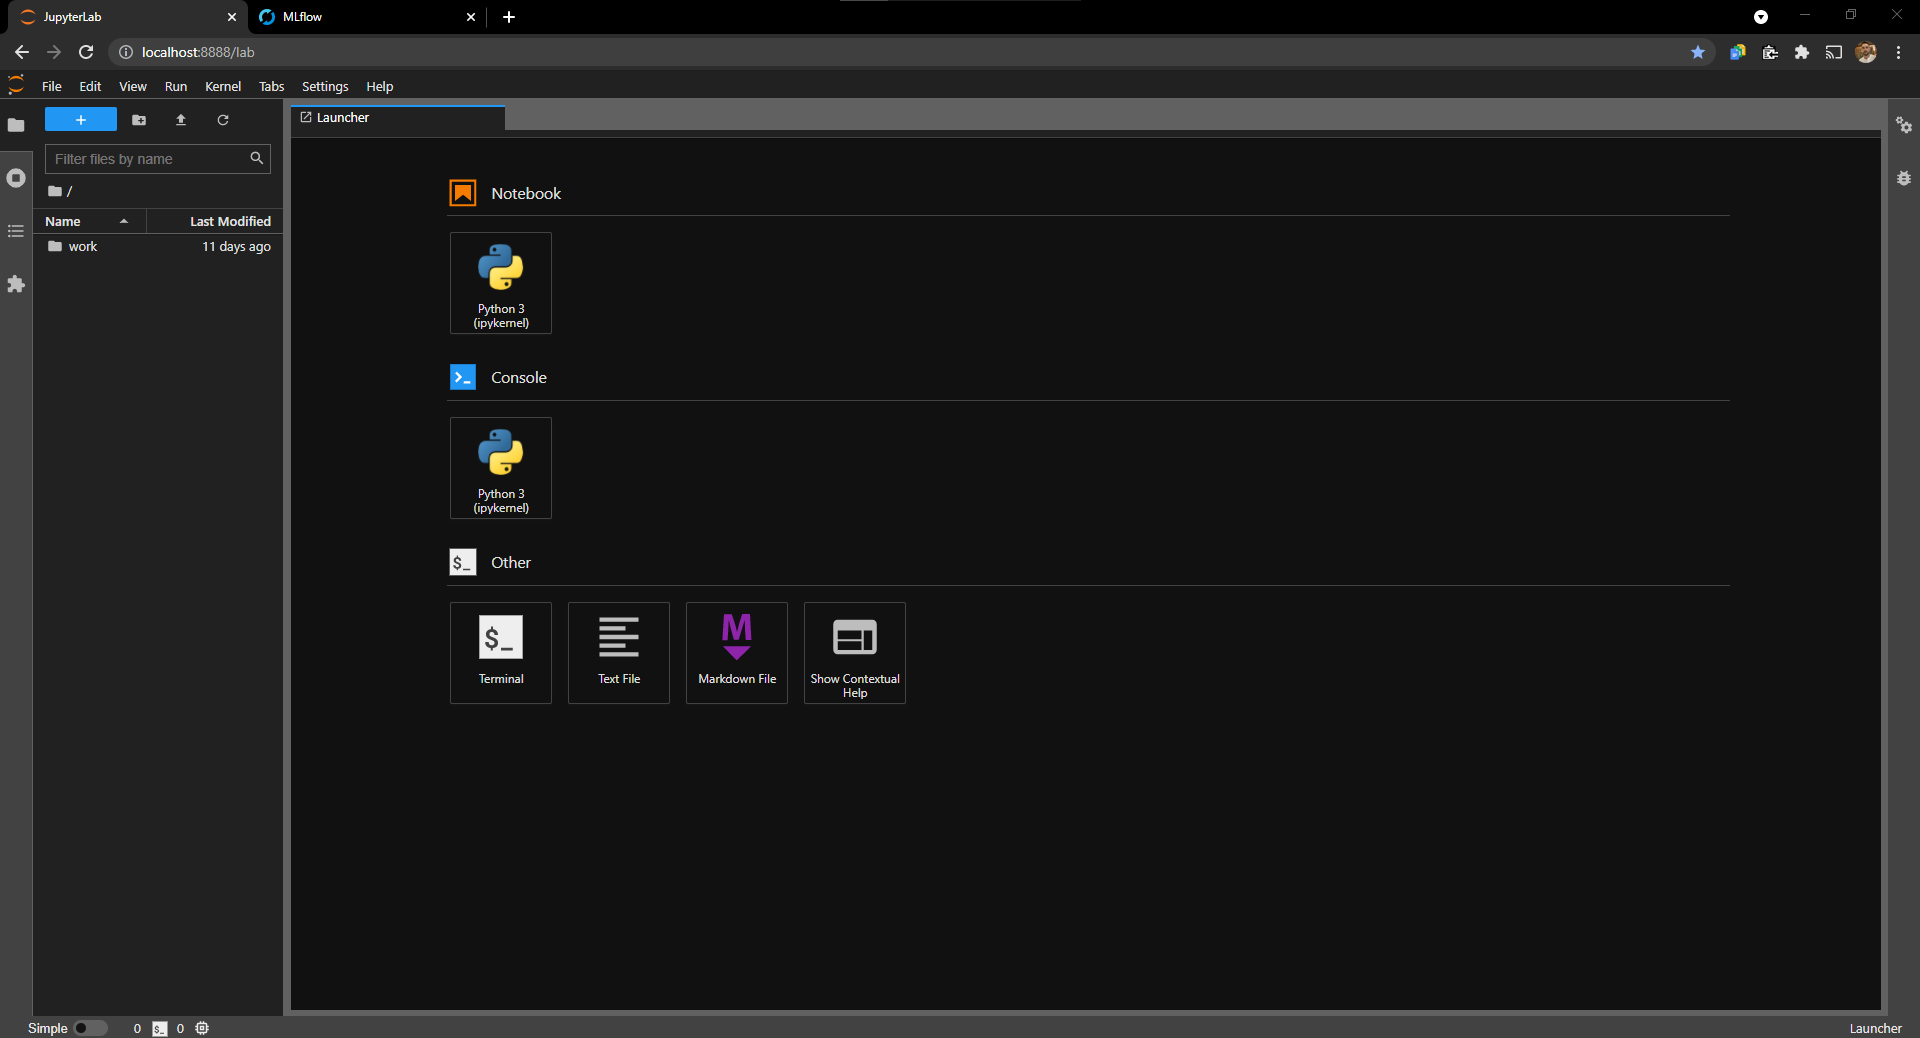 JupyterLab
MLflow
localhost:8888/lab
File Edit View Run Kernel Tabs Settings Help
Launcher
Filter files by name
/
Name Last Modified
work 11 days ago
Notebook
Python 3
(ipykernel)
Console
Python 3
(ipykernel)
$_ Other
$_
Terminal
Text File
M
Markdown File
Show Contextual
Help
Simple 0 $_ 0
Launcher